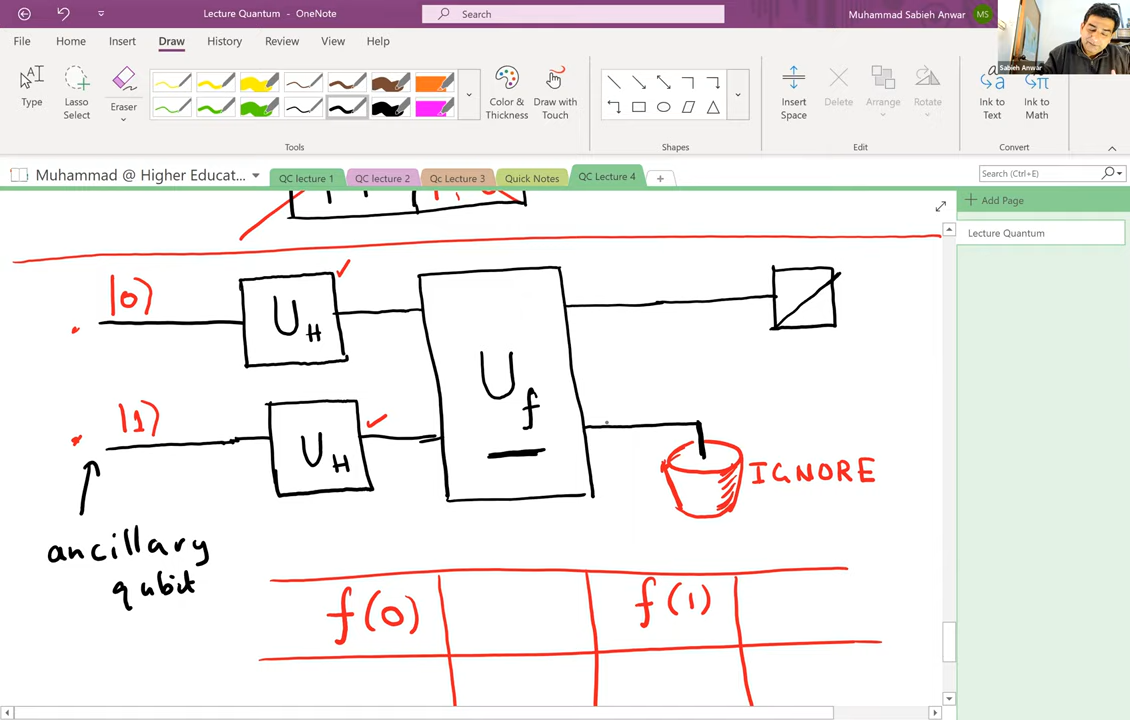 Lecture Quantum - OneNote
Search
Muhammad Sabieh Anwar
MS
Sabieh Anwar
File Home Insert Draw History Review View Help
Type
Lasso Select
Eraser
Color & Thickness
Draw with Touch
Insert Space
Delete
Arrange
Rotate
Ink to Text
Ink to Math
Tools
Shapes
Edit
Convert
Muhammad @ Higher Educat...
QC lecture 1
QC lecture 2
Qc Lecture 3
Quick Notes
QC Lecture 4
Search (Ctrl+E)
Add Page
Lecture Quantum
|0⟩
U_H
U_f
|1⟩
U_H
IGNORE
ancillary
qubit
f(0)
f(1)